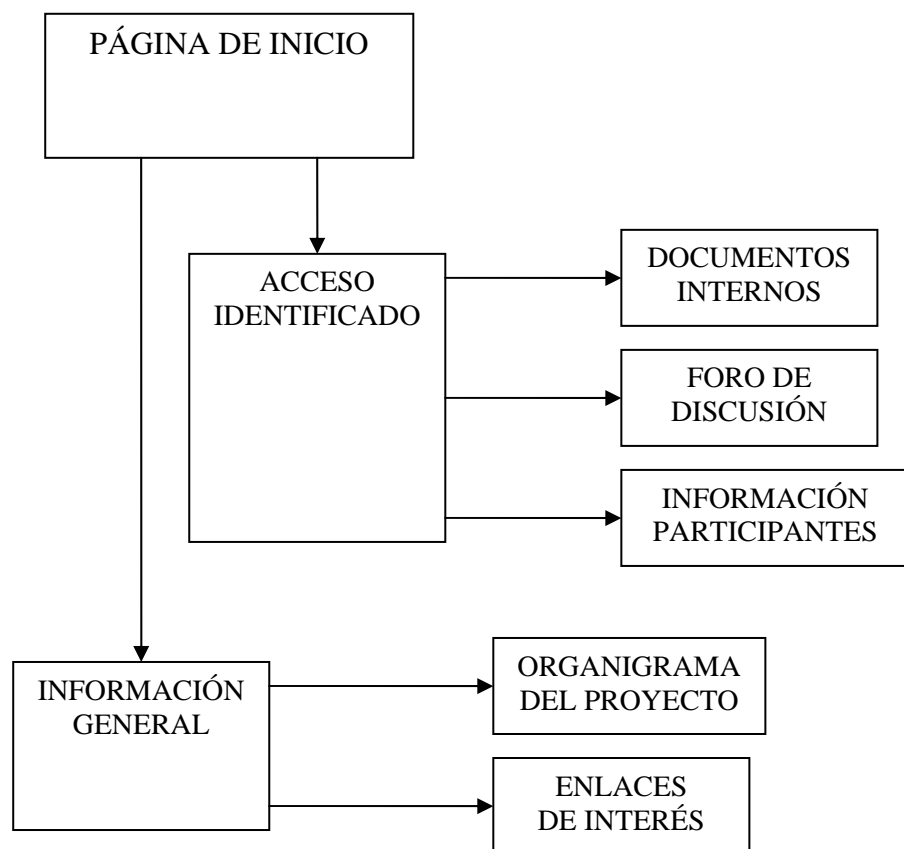 PÁGINA DE INICIO
ACCESO
IDENTIFICADO
DOCUMENTOS
INTERNOS
FORO DE
DISCUSIÓN
INFORMACIÓN
PARTICIPANTES
INFORMACIÓN
GENERAL
ORGANIGRAMA
DEL PROYECTO
ENLACES
DE INTERÉS